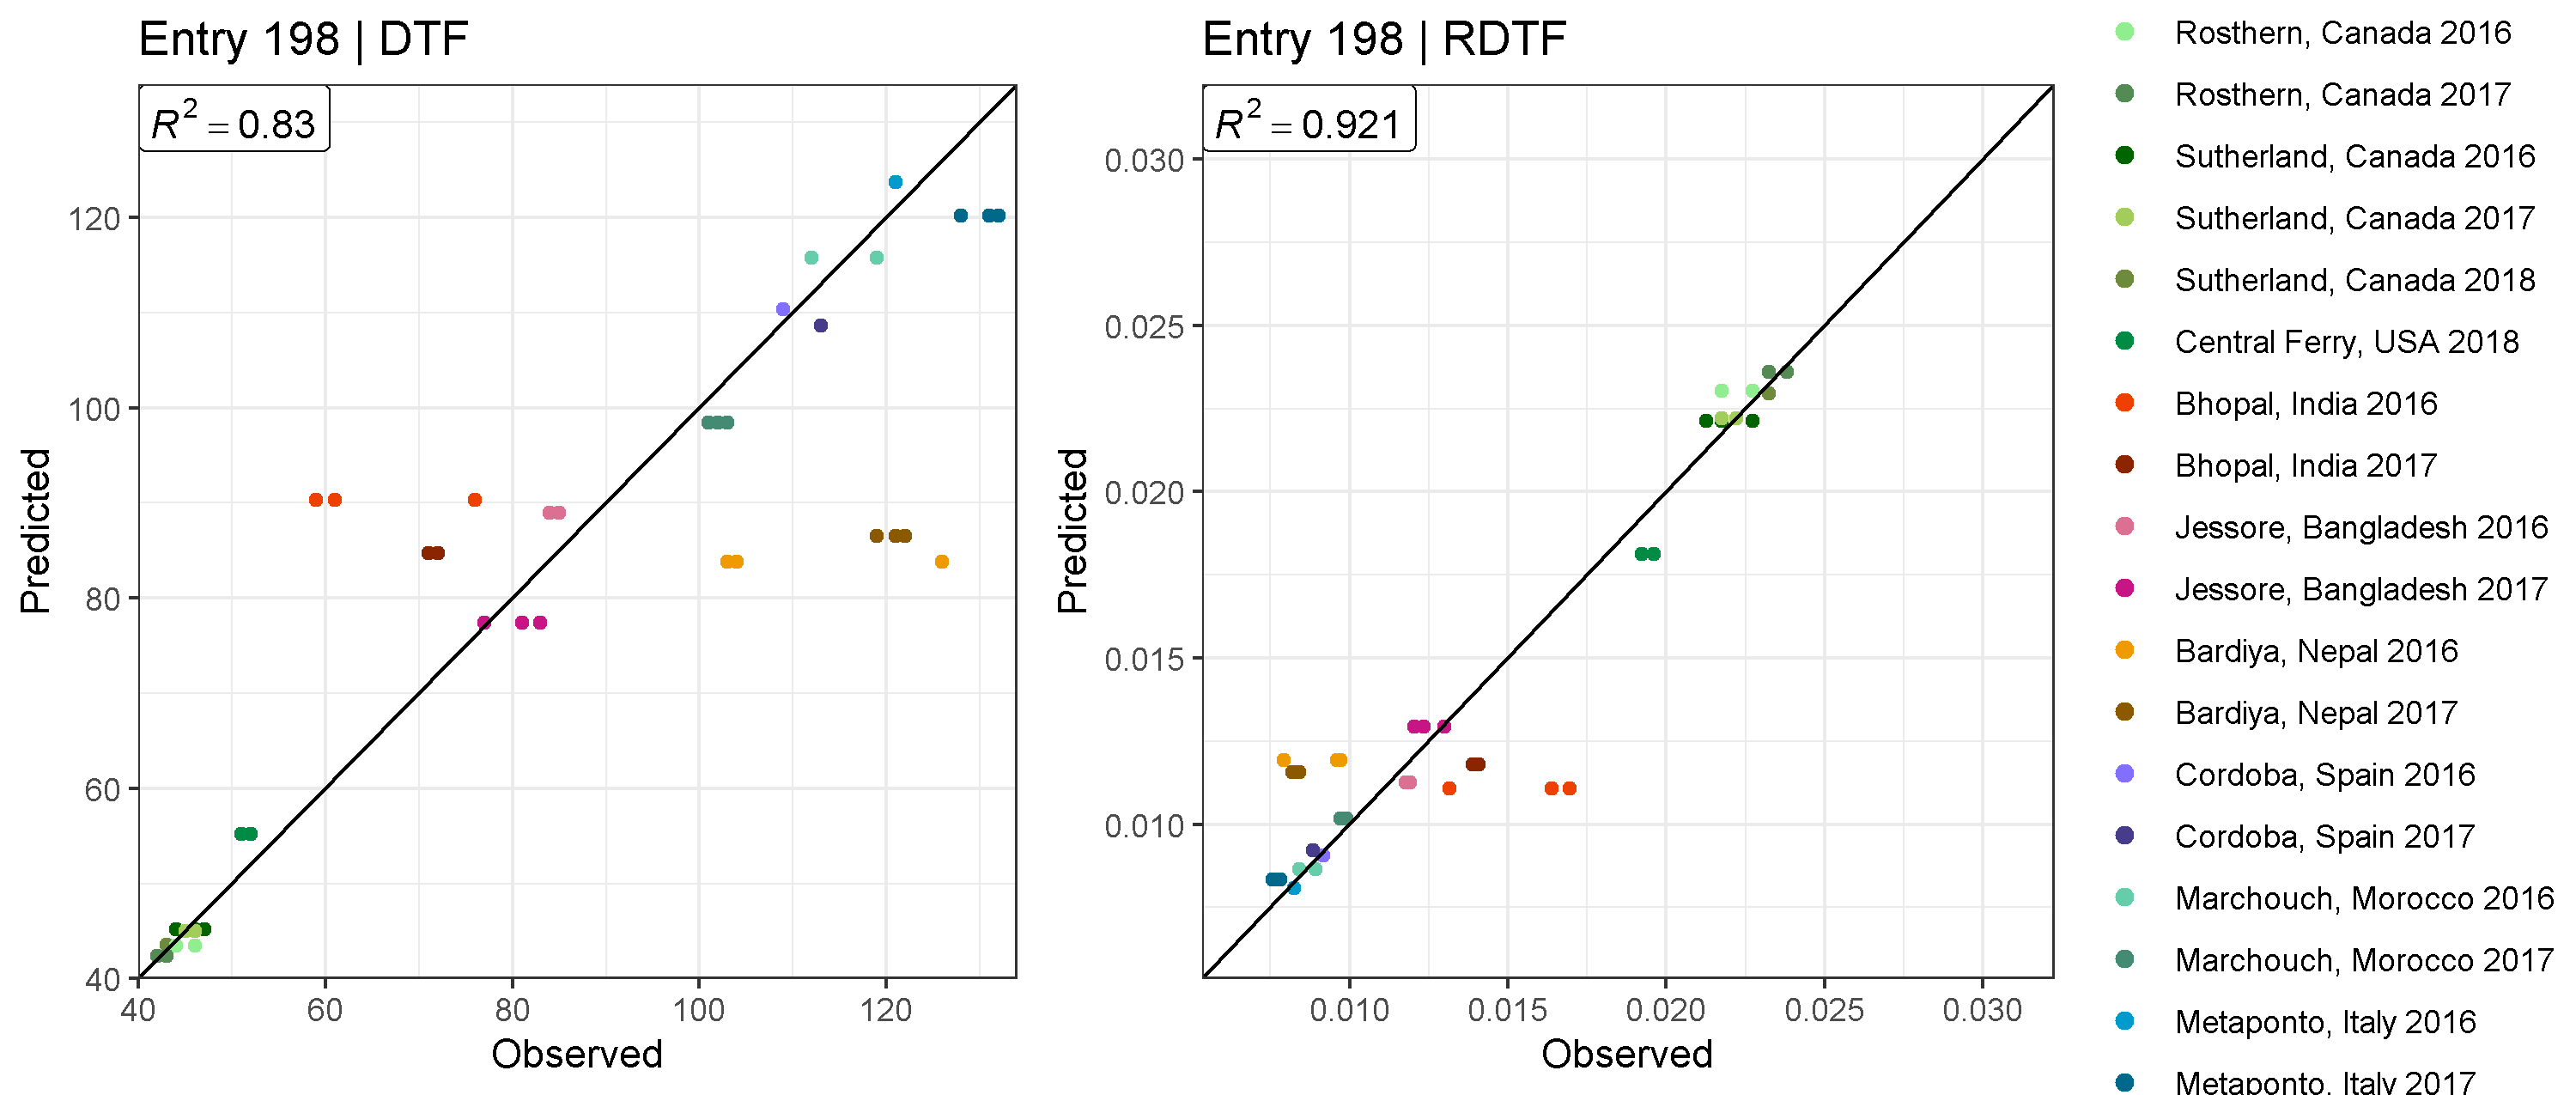 Entry 198 | DTF
R² = 0.83
120
100
80
60
40
Predicted
40 60 80 100 120
Observed
Entry 198 | RDTF
R² = 0.921
0.030
0.025
0.020
0.015
0.010
Predicted
0.010 0.015 0.020 0.025 0.030
Observed
Rosthern, Canada 2016
Rosthern, Canada 2017
Sutherland, Canada 2016
Sutherland, Canada 2017
Sutherland, Canada 2018
Central Ferry, USA 2018
Bhopal, India 2016
Bhopal, India 2017
Jessore, Bangladesh 2016
Jessore, Bangladesh 2017
Bardiya, Nepal 2016
Bardiya, Nepal 2017
Cordoba, Spain 2016
Cordoba, Spain 2017
Marchouch, Morocco 2016
Marchouch, Morocco 2017
Metaponto, Italy 2016
Metaponto, Italy 2017